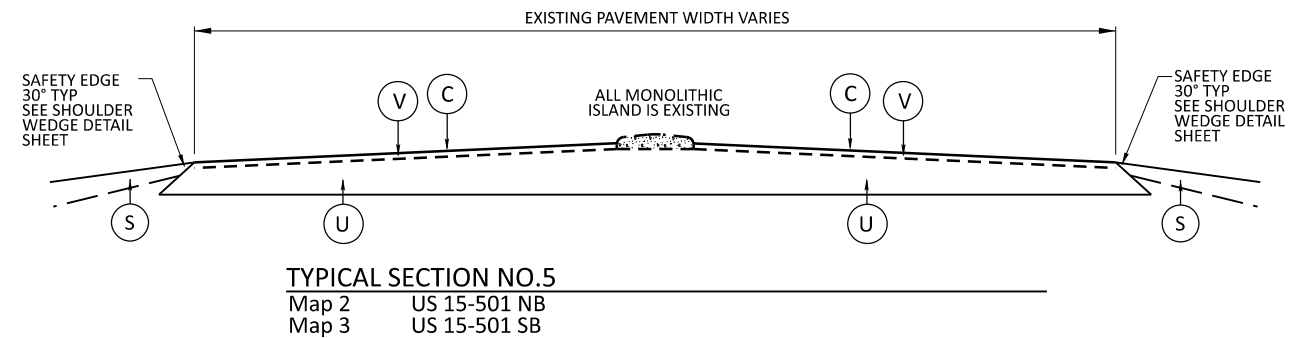 EXISTING PAVEMENT WIDTH VARIES
SAFETY EDGE
30° TYP
SEE SHOULDER
WEDGE DETAIL
SHEET
V
C
ALL MONOLITHIC
ISLAND IS EXISTING
C
V
SAFETY EDGE
30° TYP
SEE SHOULDER
WEDGE DETAIL
SHEET
S
U
U
S
TYPICAL SECTION NO.5
Map 2 US 15-501 NB
Map 3 US 15-501 SB